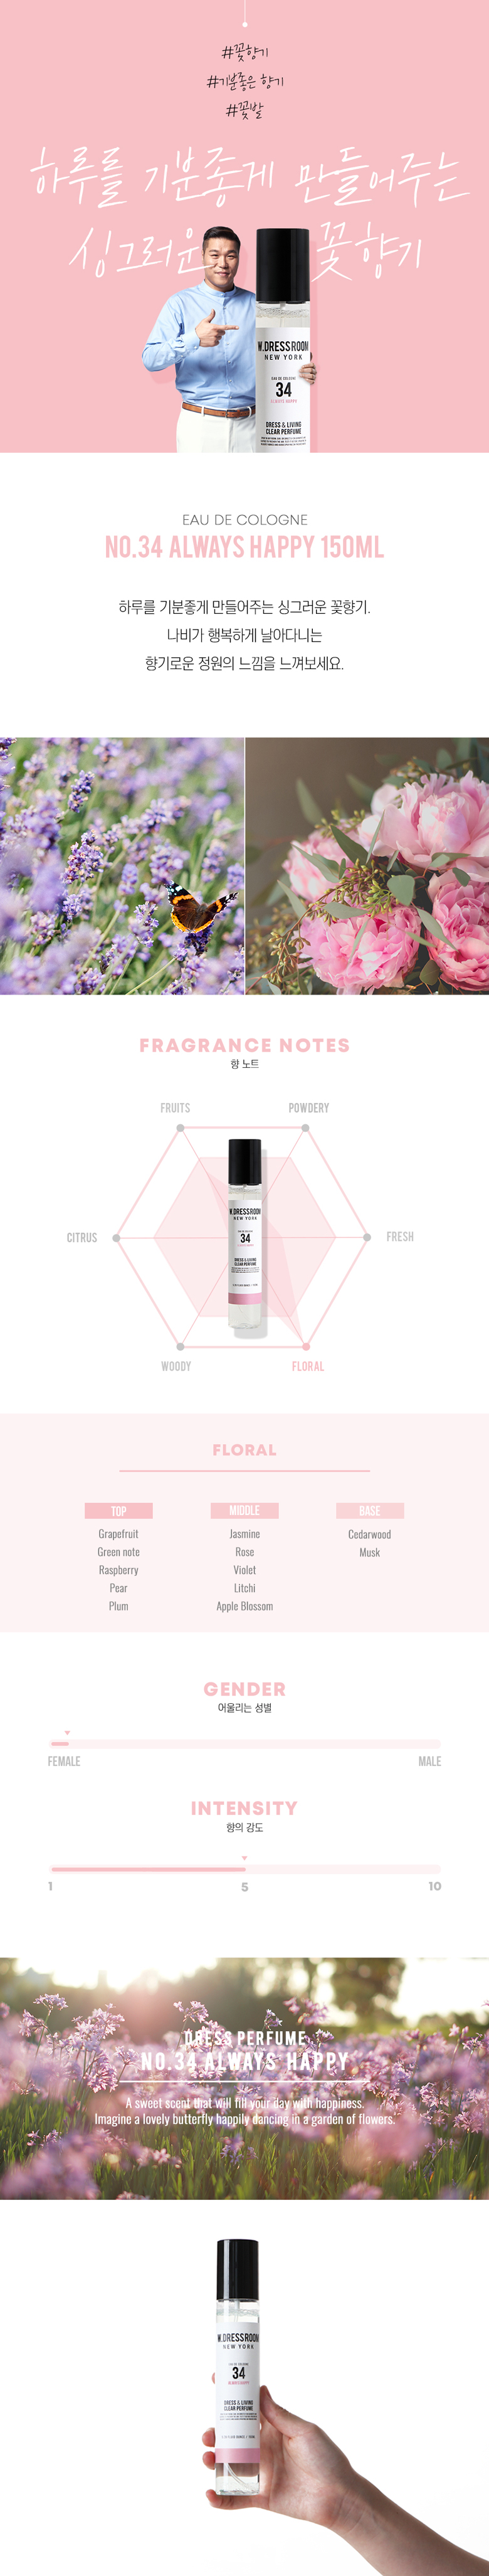 #꽃향기
#기분좋은 향기
#꽃밭
하루를 기분좋게 만들어주는
싱그러운 꽃향기
W.DRESSROOM
NEW YORK
EAU DE COLOGNE
34
ALWAYS HAPPY
DRESS & LIVING
CLEAR PERFUME
EAU DE COLOGNE
NO.34 ALWAYS HAPPY 150ML
하루를 기분좋게 만들어주는 싱그러운 꽃향기.
나비가 행복하게 날아다니는
향기로운 정원의 느낌을 느껴보세요.
FRAGRANCE NOTES
향 노트
FRUITS POWDERY
W.DRESSROOM
NEW YORK
34
DRESS & LIVING
CLEAR PERFUME
CITRUS FRESH
WOODY FLORAL
FLORAL
TOP MIDDLE BASE
Grapefruit Jasmine Cedarwood
Green note Rose Musk
Raspberry Violet
Pear Litchi
Plum Apple Blossom
GENDER
어울리는 성별
FEMALE MALE
INTENSITY
향의 강도
1 5 10
DRESS PERFUME
NO.34 ALWAYS HAPPY
A sweet scent that will fill your day with happiness.
Imagine a lovely butterfly happily dancing in a garden of flowers.
W.DRESSROOM
NEW YORK
EAU DE COLOGNE
34
ALWAYS HAPPY
DRESS & LIVING
CLEAR PERFUME